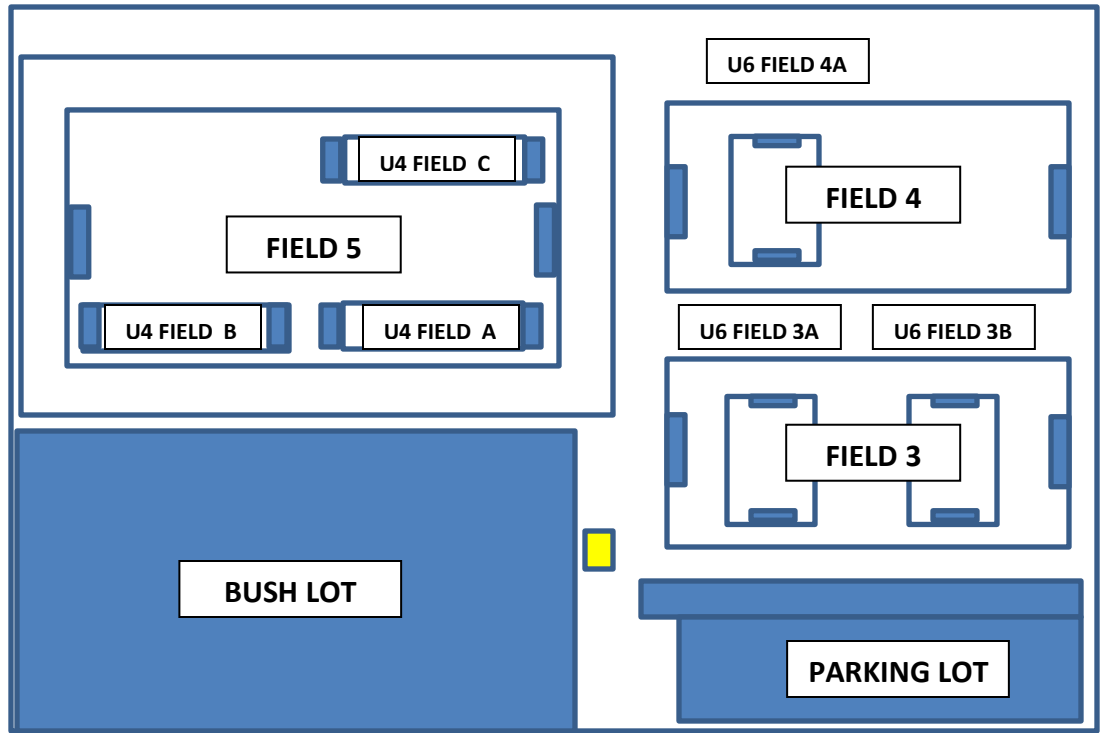 U6 FIELD 4A
U4 FIELD C
FIELD 4
FIELD 5
U4 FIELD B
U4 FIELD A
U6 FIELD 3A
U6 FIELD 3B
FIELD 3
BUSH LOT
PARKING LOT